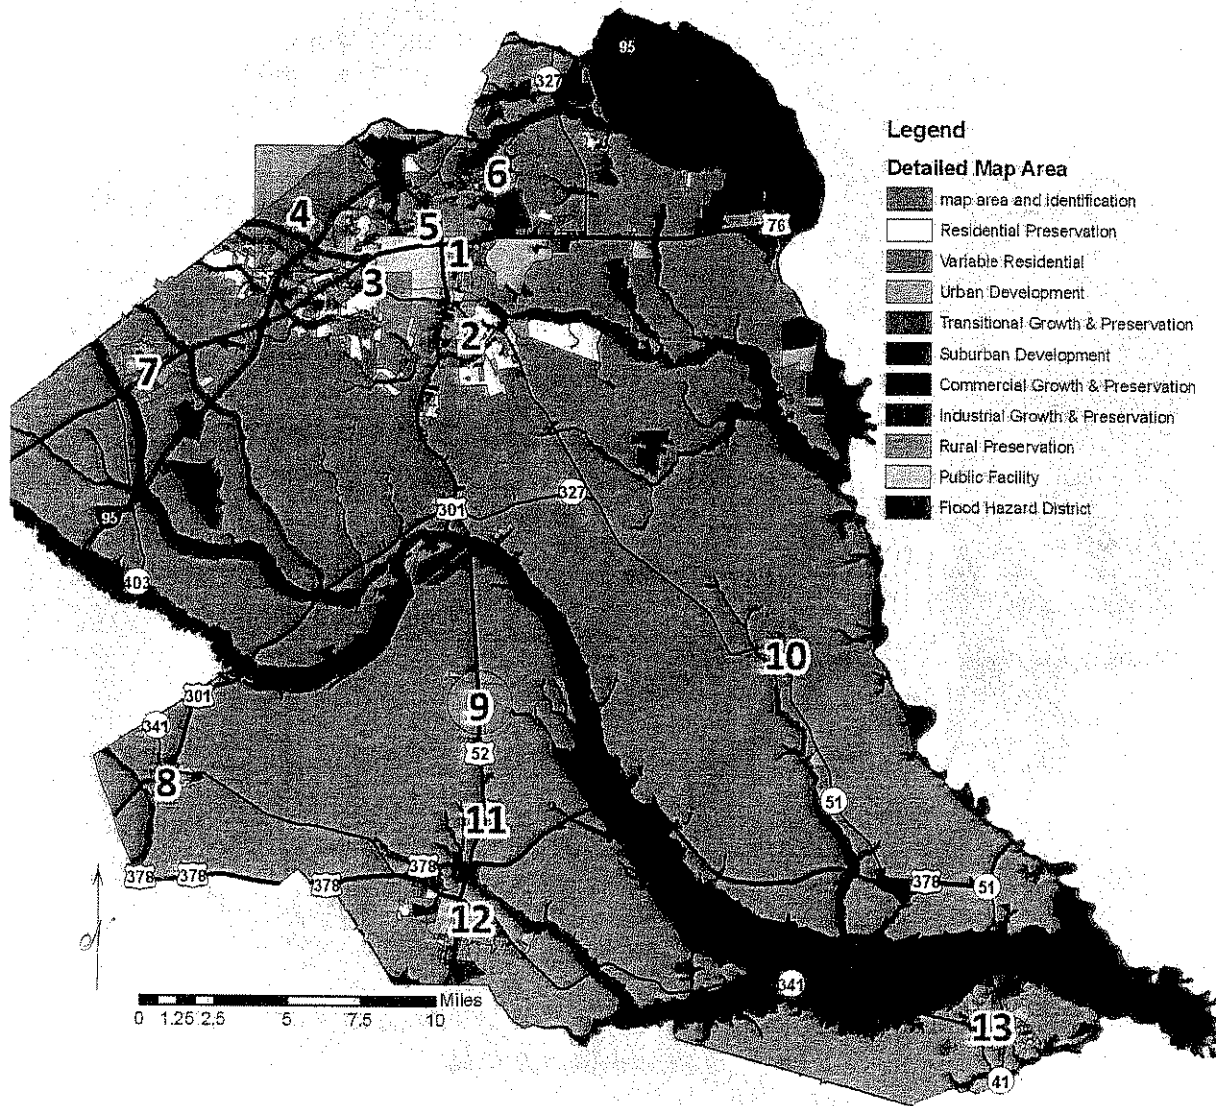 95
327
Legend
Detailed Map Area
map area and identification
Residential Preservation
Variable Residential
Urban Development
Transitional Growth & Preservation
Suburban Development
Commercial Growth & Preservation
Industrial Growth & Preservation
Rural Preservation
Public Facility
Flood Hazard District
6
4
5
76
1
3
2
7
327
301
95
403
10
301
9
341
52
8
51
11
378
378
378
378
378
51
12
341
Miles
0 1.25 2.5 5 7.5 10
13
41